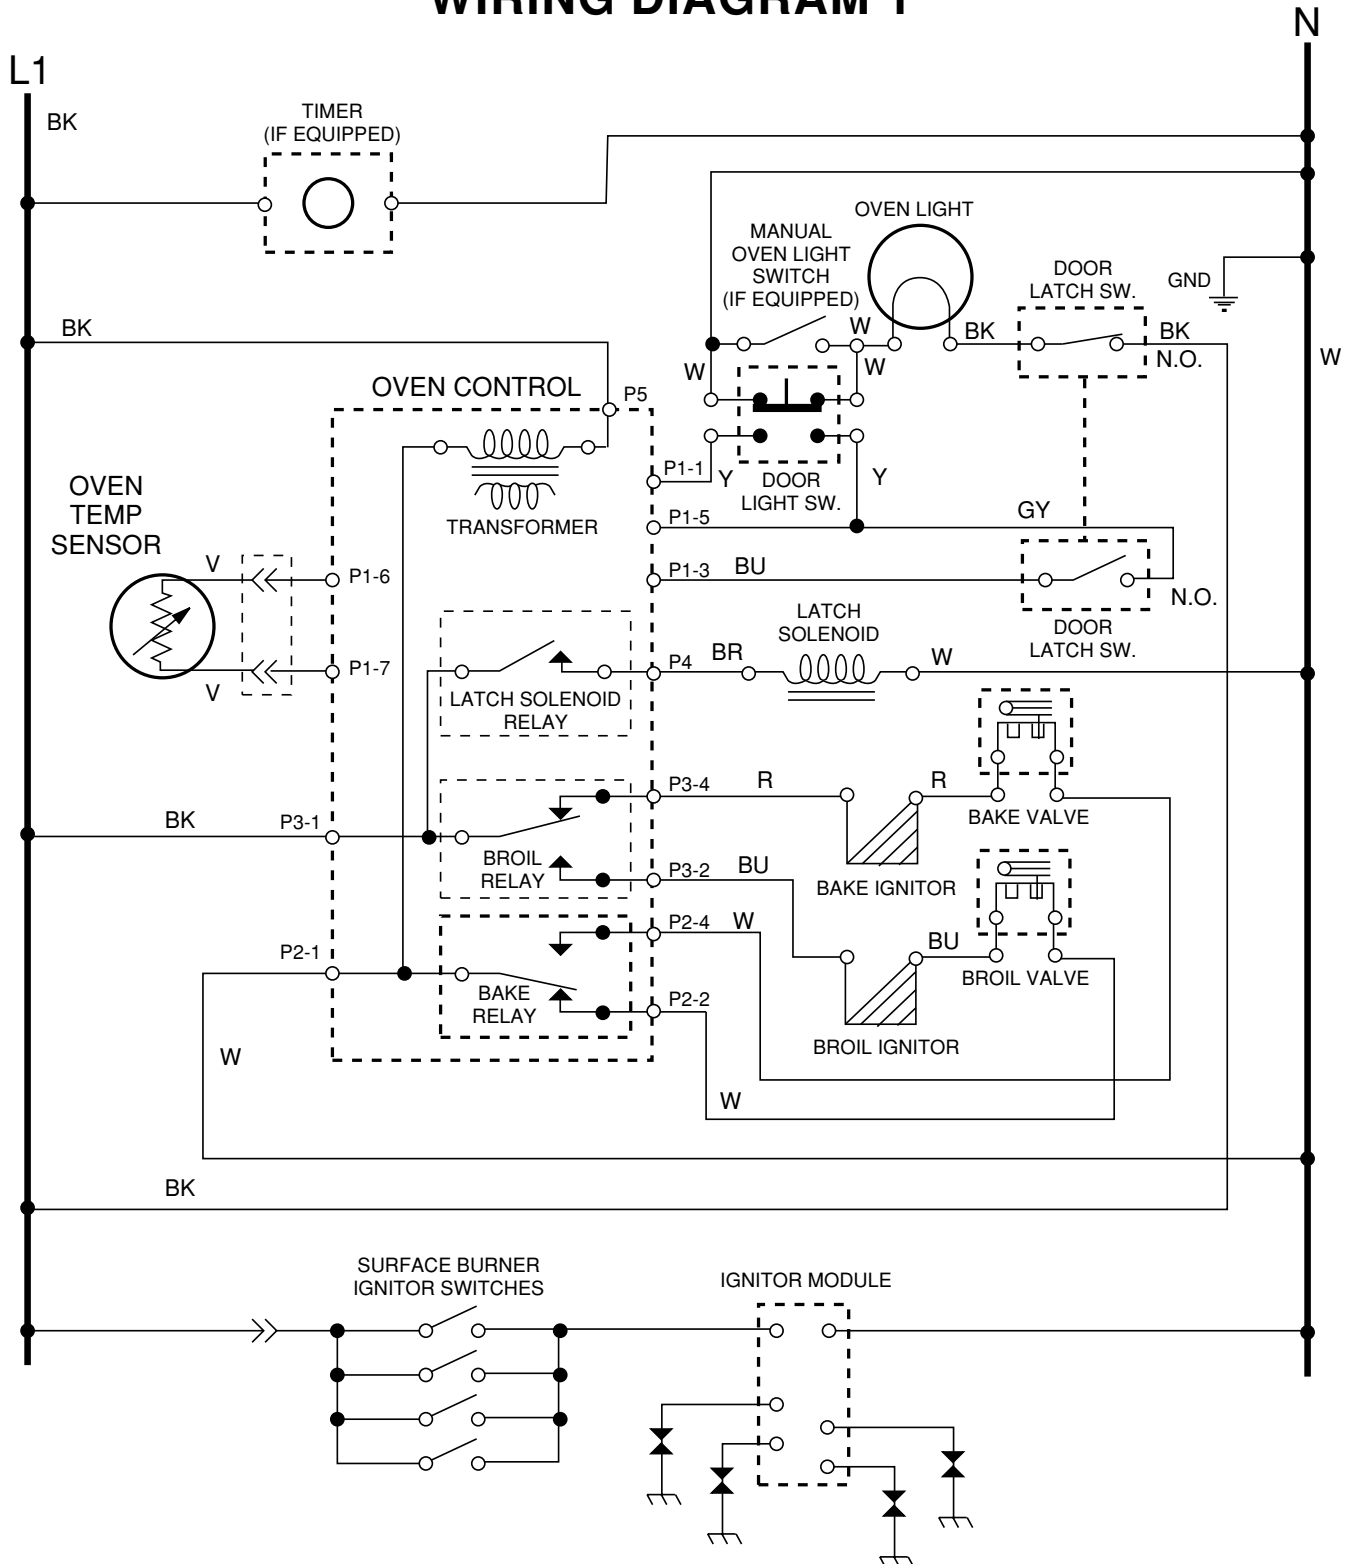 WIRING DIAGRAM 1
N
L1
BK
TIMER
(IF EQUIPPED)
OVEN LIGHT
MANUAL
OVEN LIGHT
SWITCH
(IF EQUIPPED)
DOOR
LATCH SW.
GND
BK
W
BK
BK
N.O.
W
W
W
OVEN CONTROL
P5
P1-1
Y
DOOR
LIGHT SW.
Y
OVEN
TEMP
SENSOR
TRANSFORMER
P1-5
GY
V
P1-6
P1-3
BU
N.O.
LATCH
SOLENOID
DOOR
LATCH SW.
P1-7
V
P4
BR
W
LATCH SOLENOID
RELAY
P3-4
R
R
BAKE VALVE
BK
P3-1
BROIL
RELAY
P3-2
BU
BAKE IGNITOR
P2-4
W
BU
P2-1
BROIL VALVE
BAKE
RELAY
P2-2
BROIL IGNITOR
W
W
BK
SURFACE BURNER
IGNITOR SWITCHES
IGNITOR MODULE